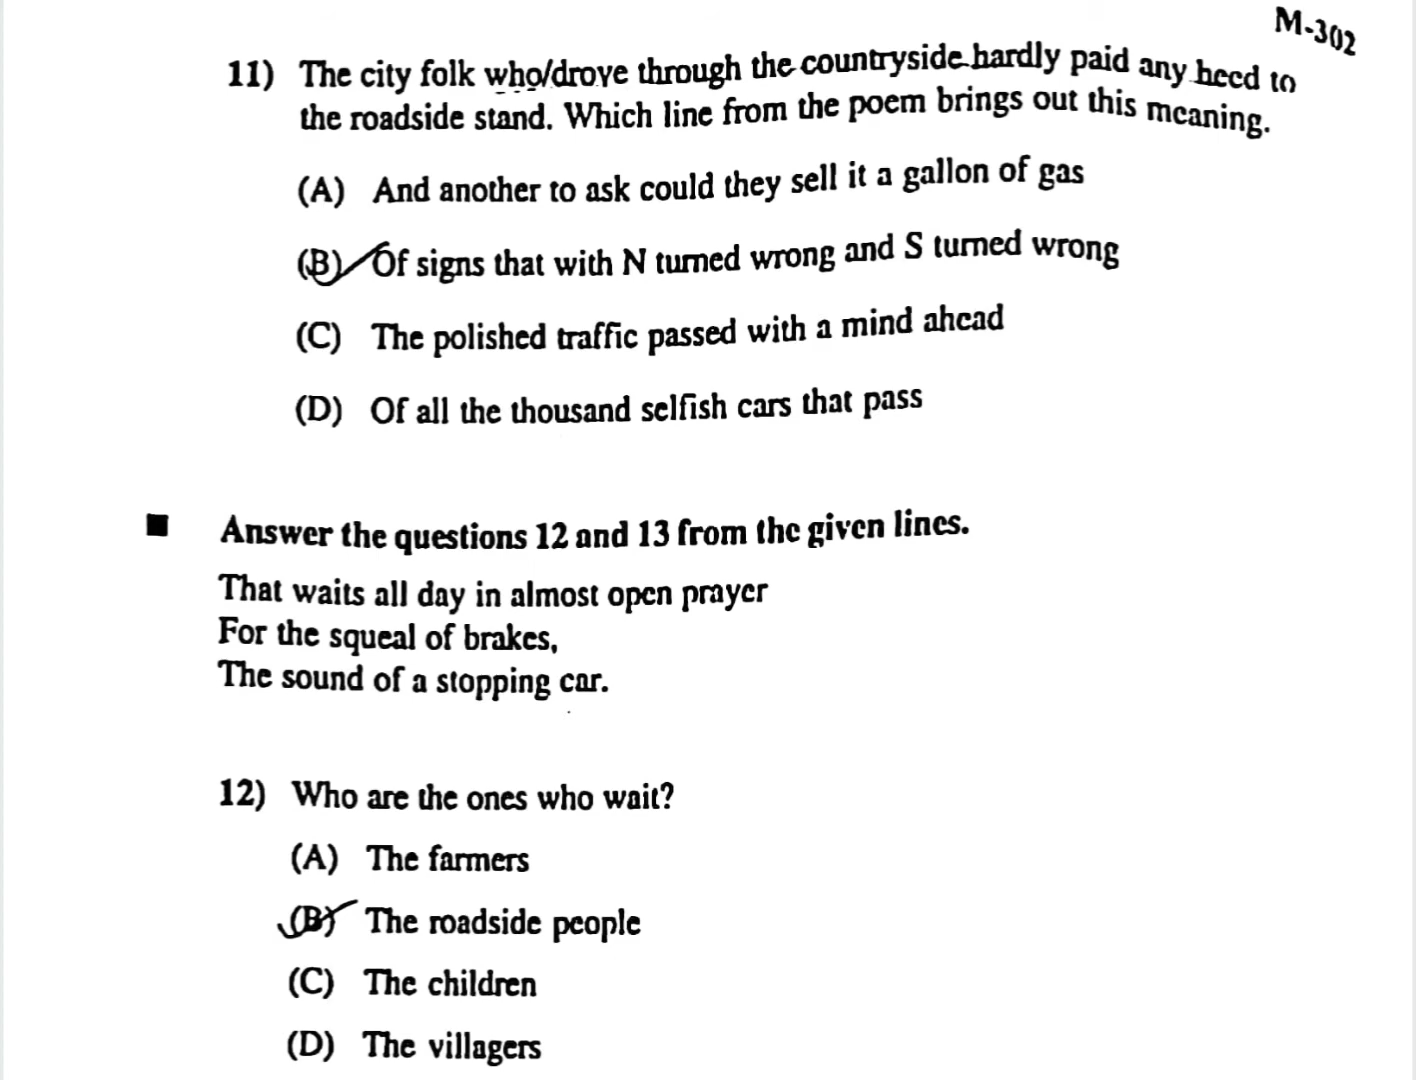 M-302
11) The city folk who/drove through the countryside hardly paid any heed to
the roadside stand. Which line from the poem brings out this meaning.
(A) And another to ask could they sell it a gallon of gas
(B) Of signs that with N turned wrong and S turned wrong
(C) The polished traffic passed with a mind ahead
(D) Of all the thousand selfish cars that pass
■ Answer the questions 12 and 13 from the given lines.
That waits all day in almost open prayer
For the squeal of brakes,
The sound of a stopping car.
12) Who are the ones who wait?
(A) The farmers
(B) The roadside people
(C) The children
(D) The villagers